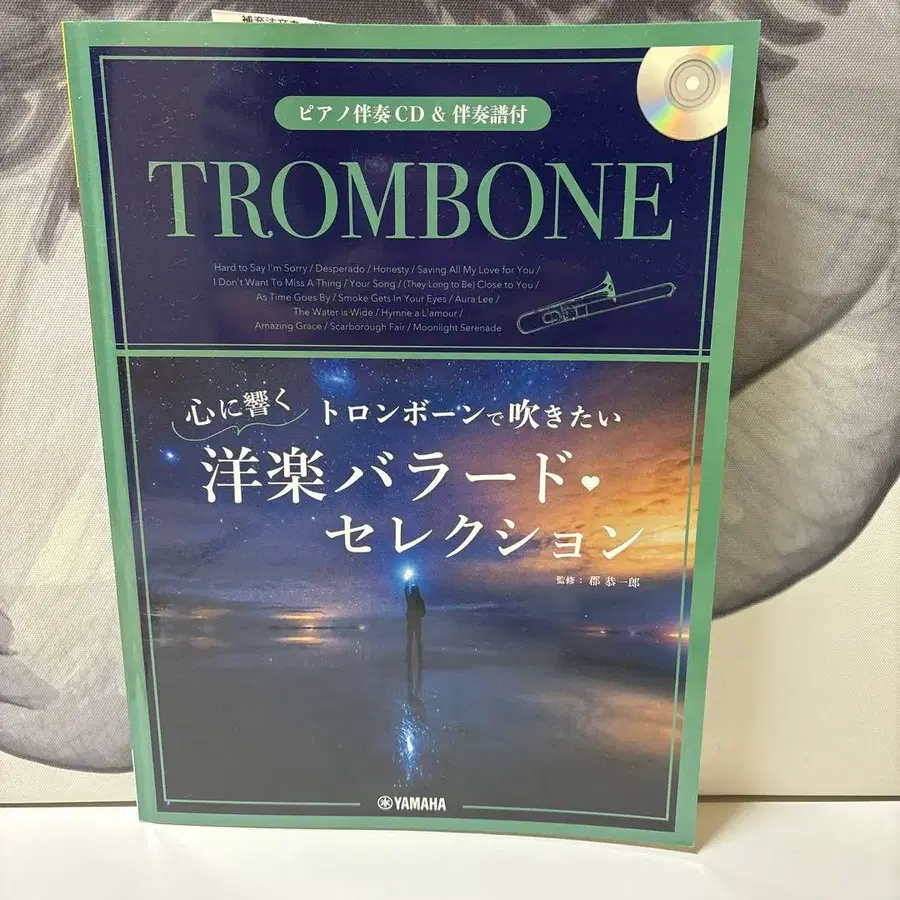 補充注文書
ピアノ伴奏CD & 伴奏譜付
TROMBONE
Hard to Say I'm Sorry / Desperado / Honesty / Saving All My Love for You /
I Don't Want To Miss A Thing / Your Song / (They Long to Be) Close to You /
As Time Goes By / Smoke Gets In Your Eyes / Aura Lee /
The Water is Wide / Hymne a L'amour /
Amazing Grace / Scarborough Fair / Moonlight Serenade
心に響く トロンボーンで吹きたい
洋楽バラード♥
セレクション
監修：郡 恭一郎
YAMAHA